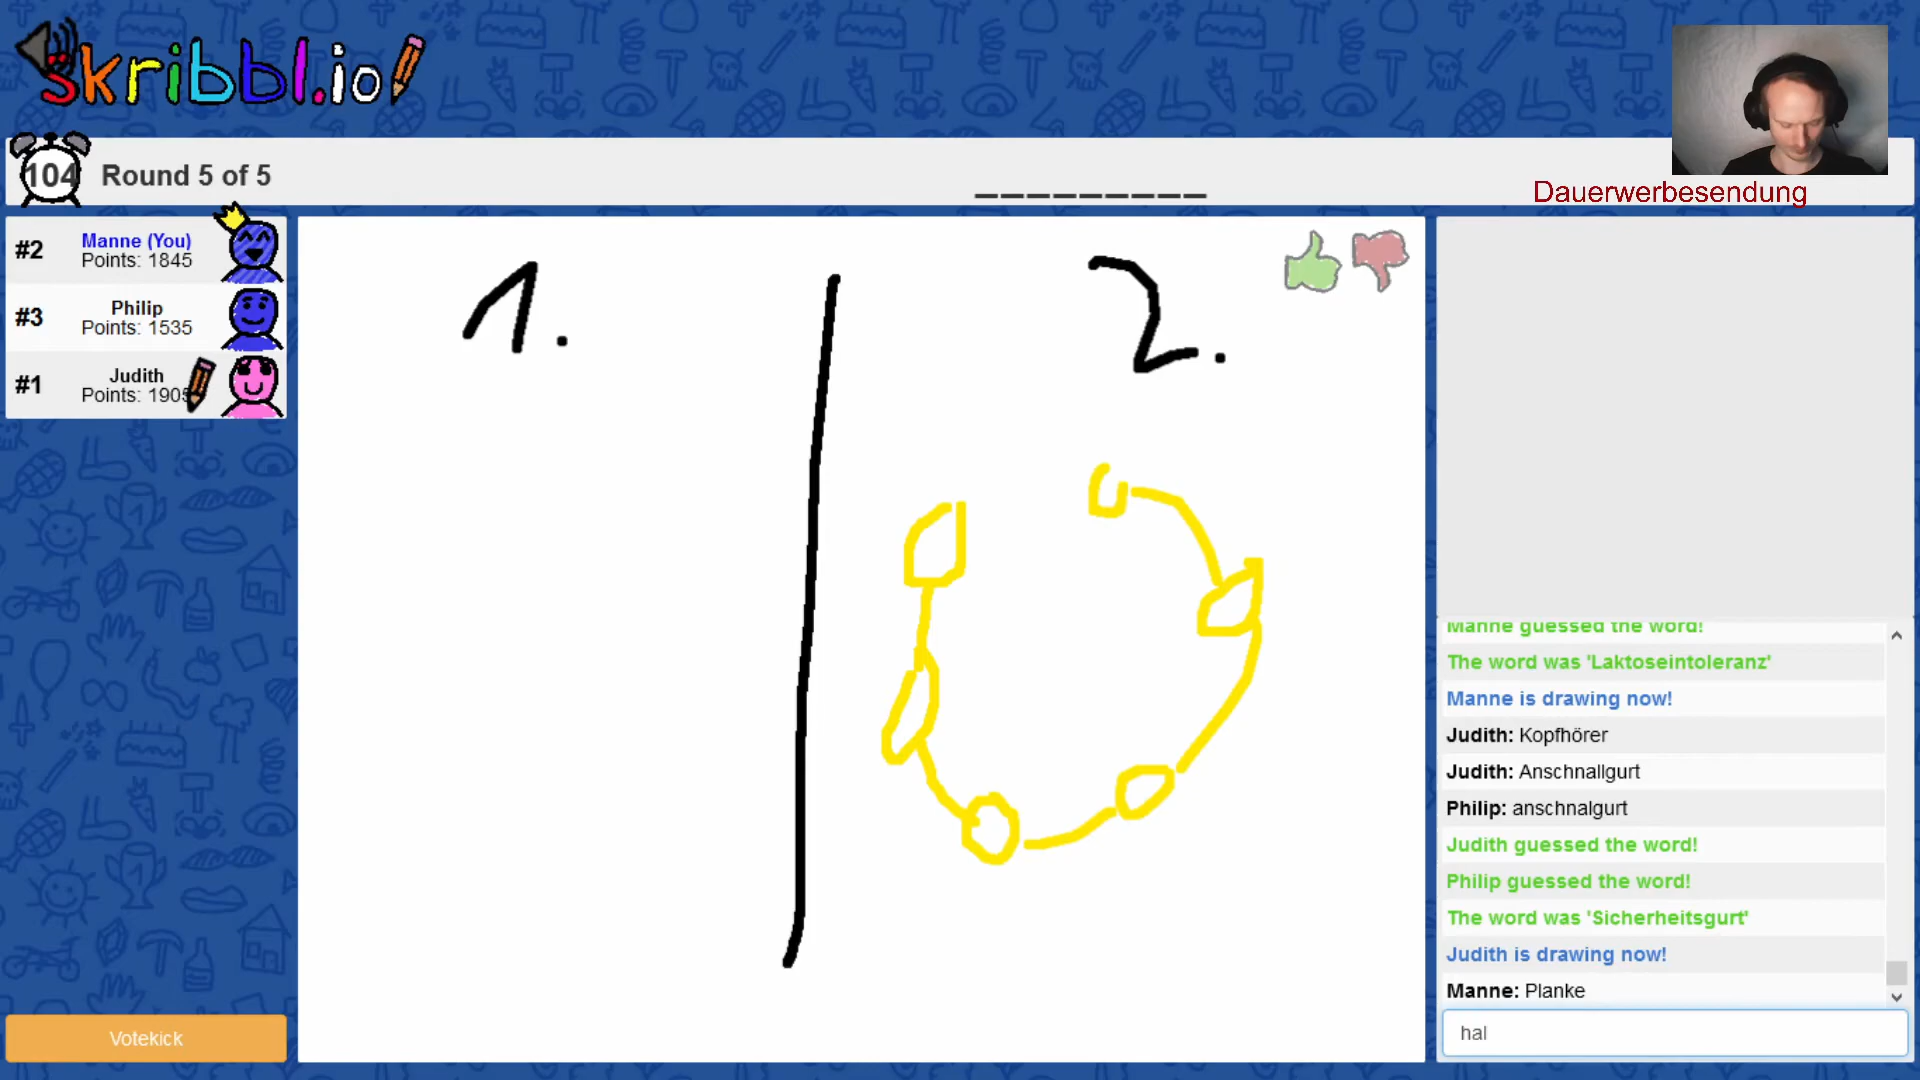 skribbl.io
104
Round 5 of 5
_________
Dauerwerbesendung
#2
Manne (You)
Points: 1845
#3
Philip
Points: 1535
#1
Judith
Points: 1905
1.
2.
Manne guessed the word!
The word was 'Laktoseintoleranz'
Manne is drawing now!
Judith: Kopfhörer
Judith: Anschnallgurt
Philip: anschnalgurt
Judith guessed the word!
Philip guessed the word!
The word was 'Sicherheitsgurt'
Judith is drawing now!
Manne: Planke
hal
Votekick